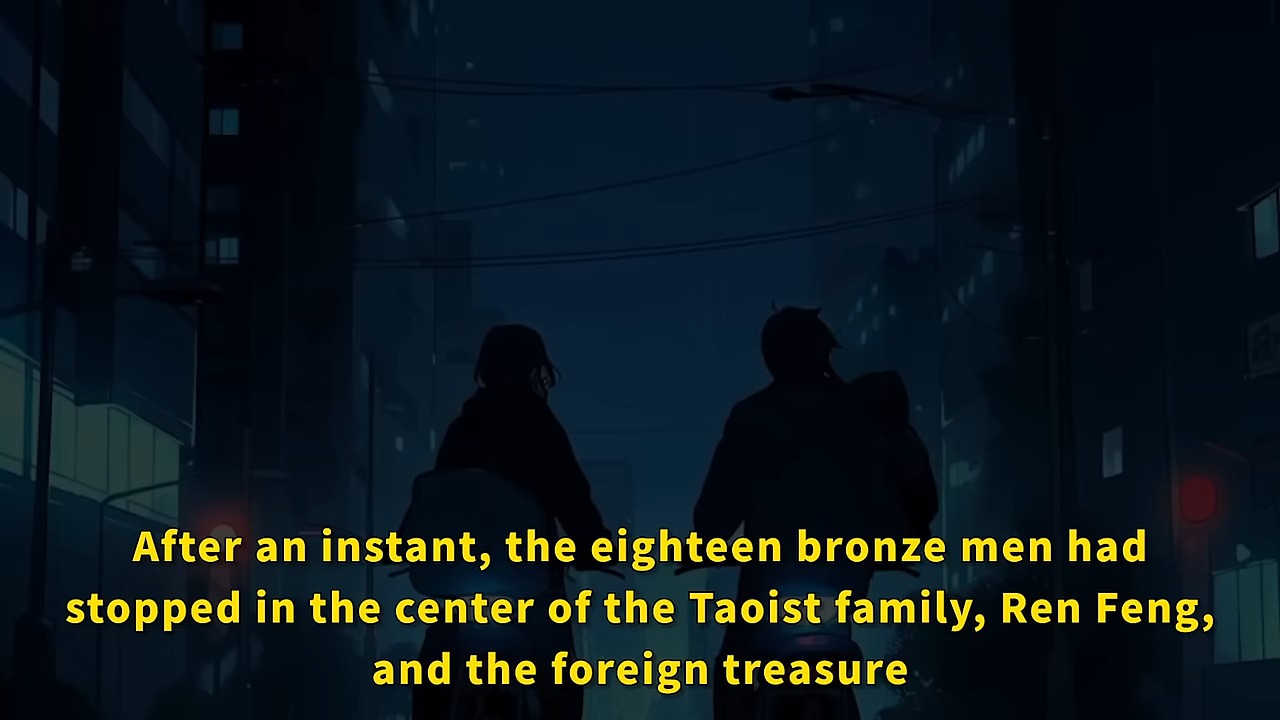 After an instant, the eighteen bronze men had
stopped in the center of the Taoist family, Ren Feng,
and the foreign treasure